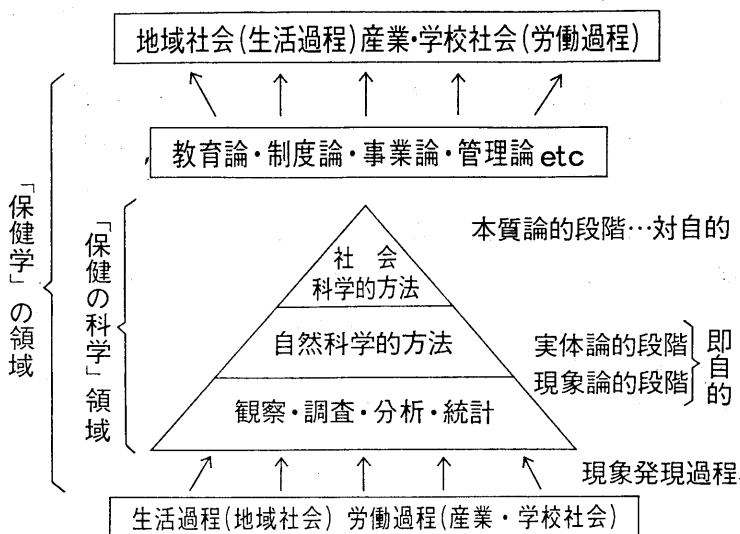 地域社会(生活過程)産業・学校社会(労働過程)
教育論・制度論・事業論・管理論 etc
「保健学」の領域
「保健の科学」領域
社会
科学的方法
本質論的段階…対自的
自然科学的方法
実体論的段階
現象論的段階
即自的
観察・調査・分析・統計
現象発現過程
生活過程(地域社会) 労働過程(産業・学校社会)